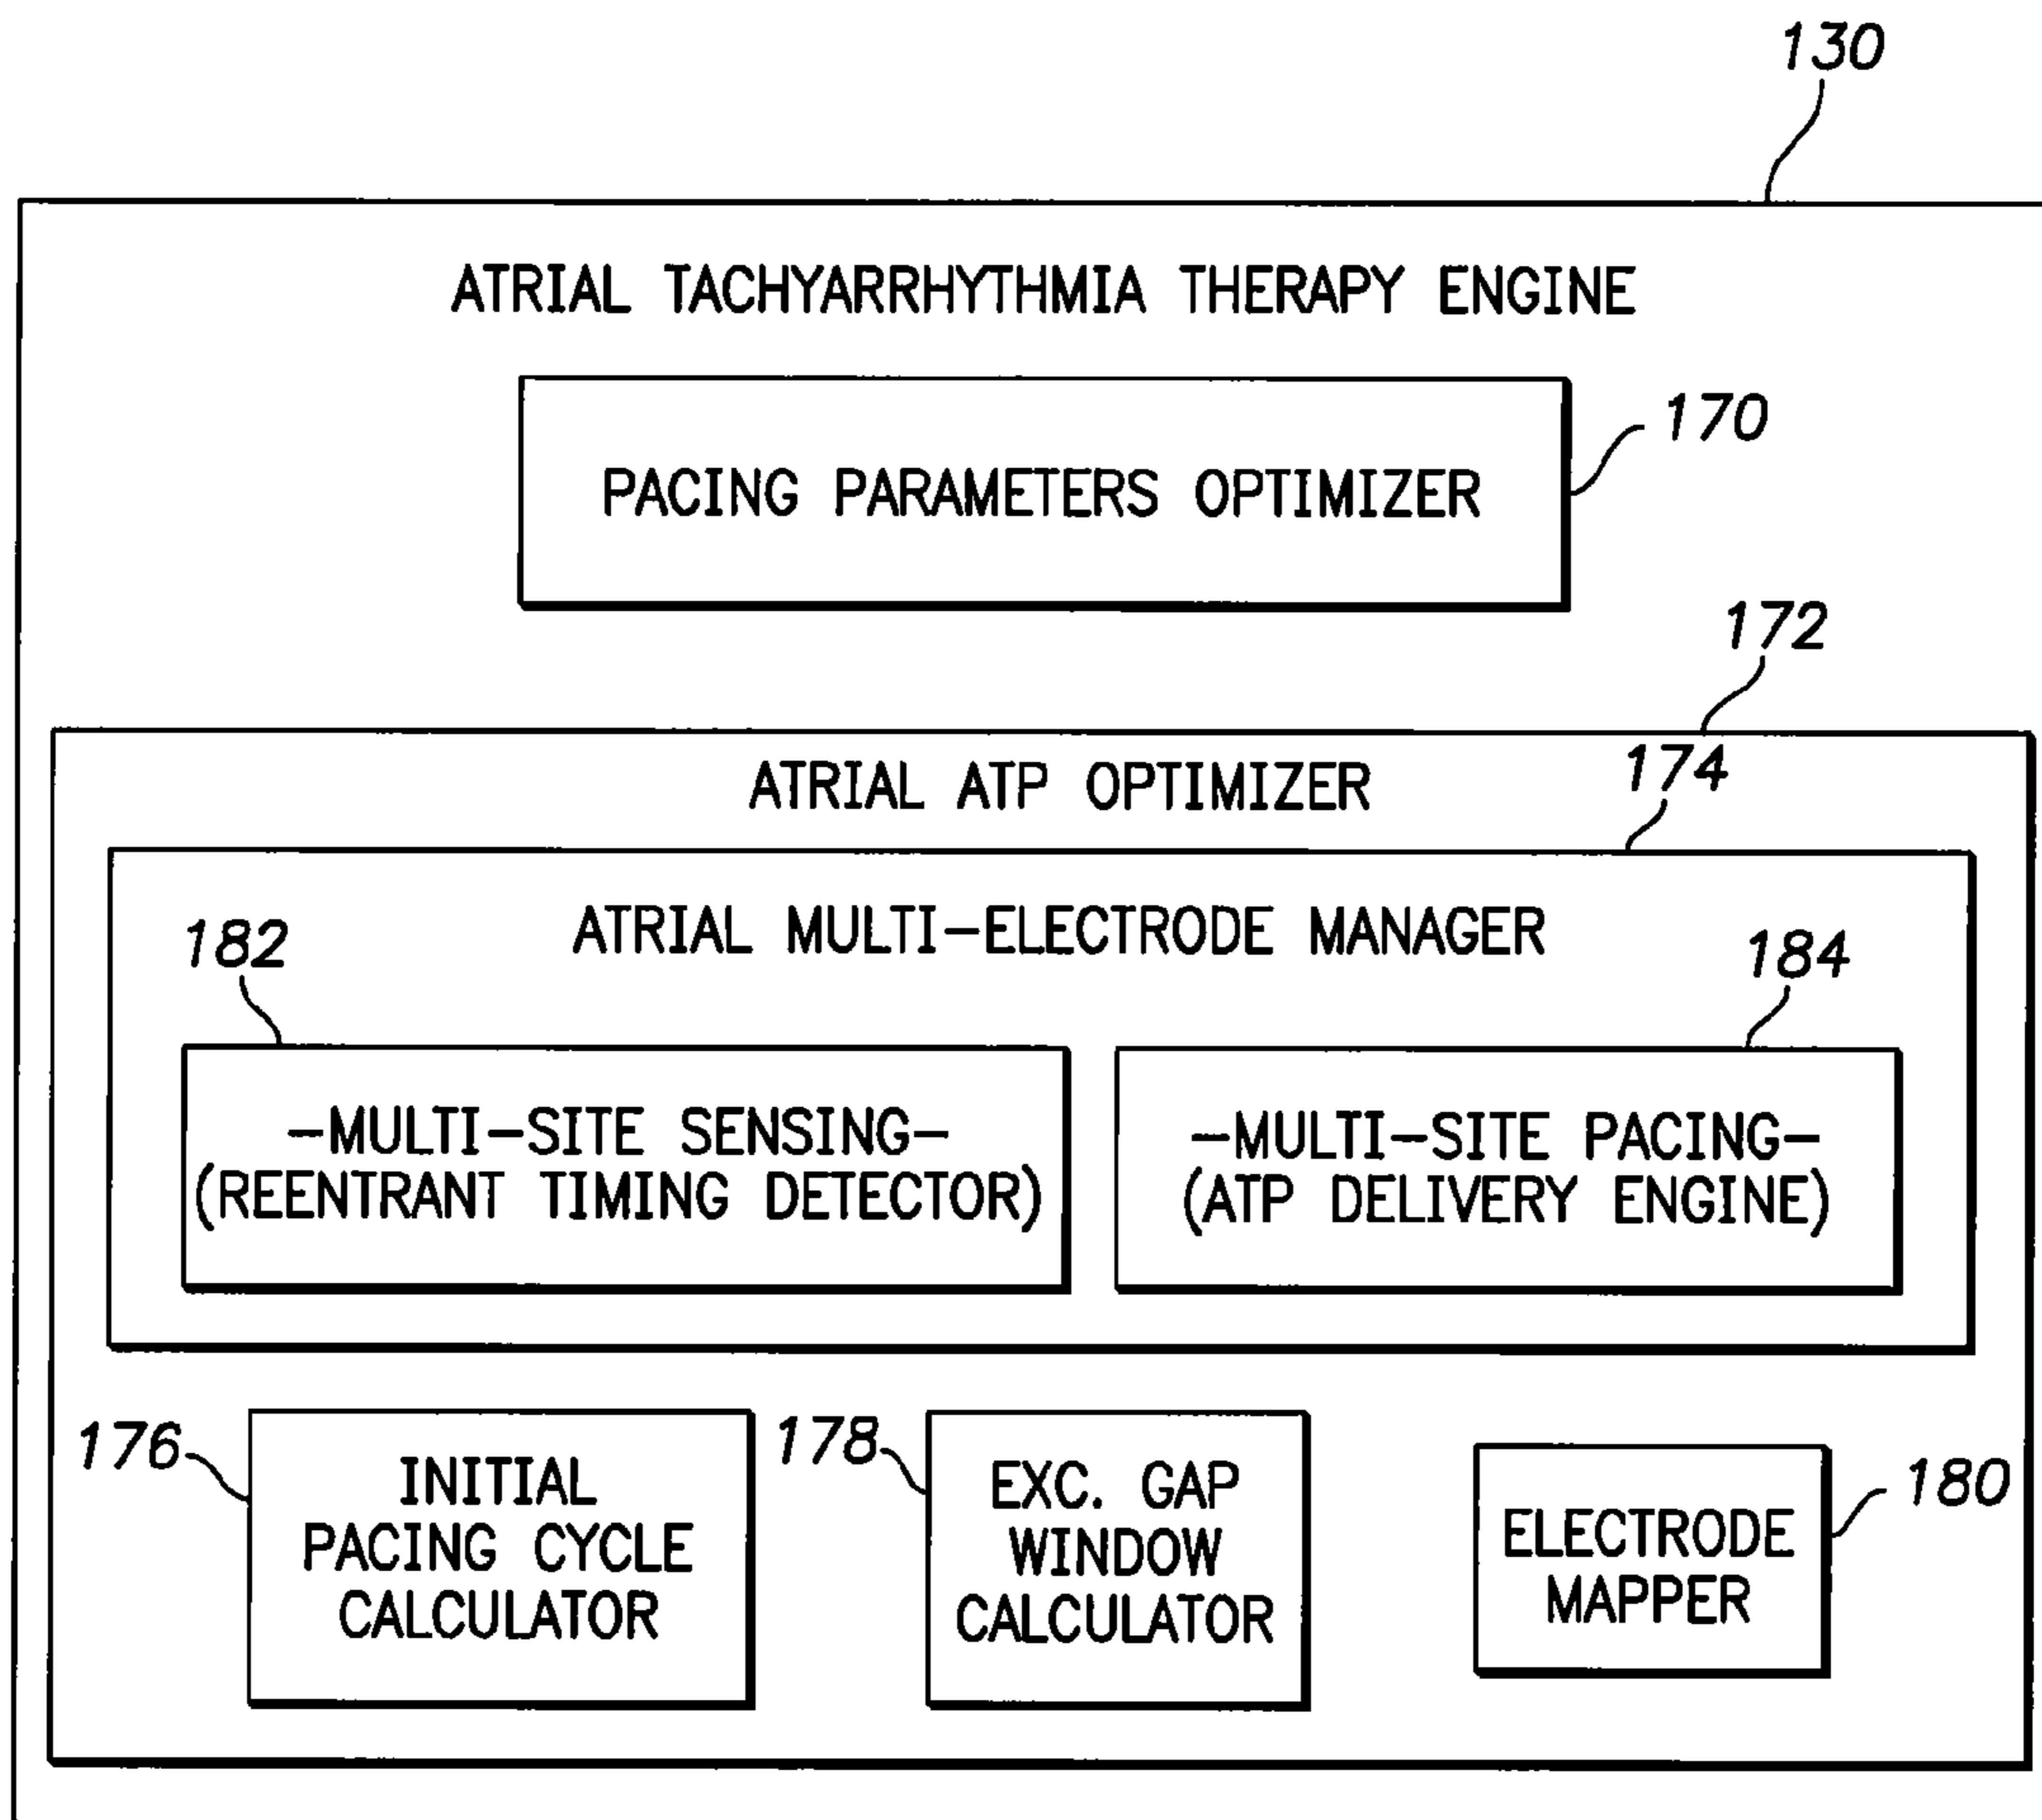 130
ATRIAL TACHYARRHYTHMIA THERAPY ENGINE
170
PACING PARAMETERS OPTIMIZER
172
ATRIAL ATP OPTIMIZER
174
ATRIAL MULTI-ELECTRODE MANAGER
182
184
-MULTI-SITE SENSING-
(REENTRANT TIMING DETECTOR)
-MULTI-SITE PACING-
(ATP DELIVERY ENGINE)
176
INITIAL
PACING CYCLE
CALCULATOR
178
EXC. GAP
WINDOW
CALCULATOR
180
ELECTRODE
MAPPER